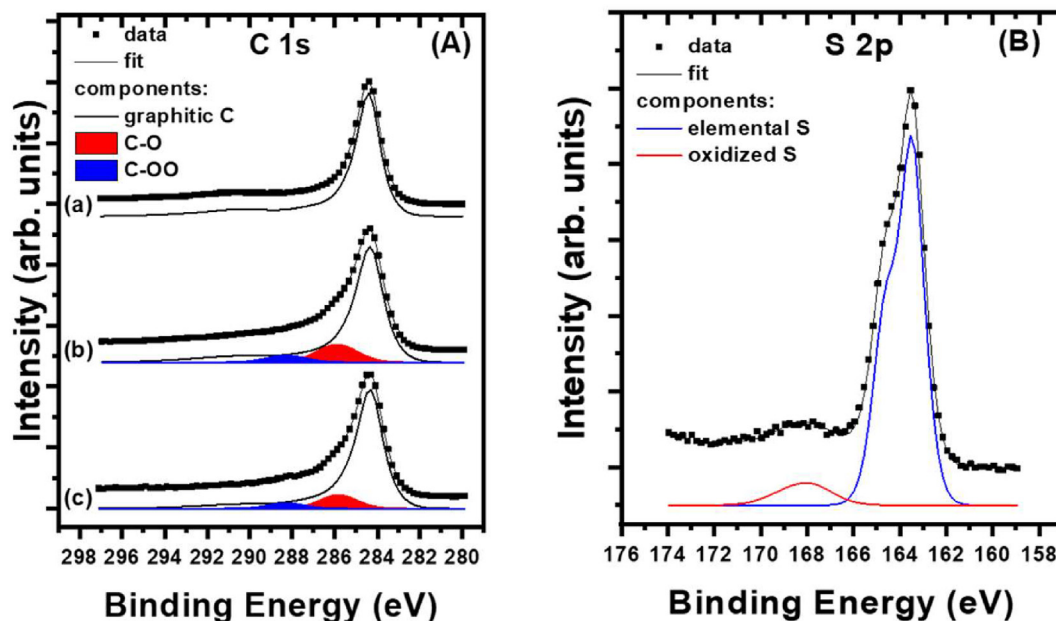 C 1s
(A)
data
fit
components:
graphitic C
C-O
C-OO
(a)
(b)
(c)
Intensity (arb. units)
298 296 294 292 290 288 286 284 282 280
Binding Energy (eV)
S 2p
(B)
data
fit
components:
elemental S
oxidized S
Intensity (arb. units)
176 174 172 170 168 166 164 162 160 158
Binding Energy (eV)